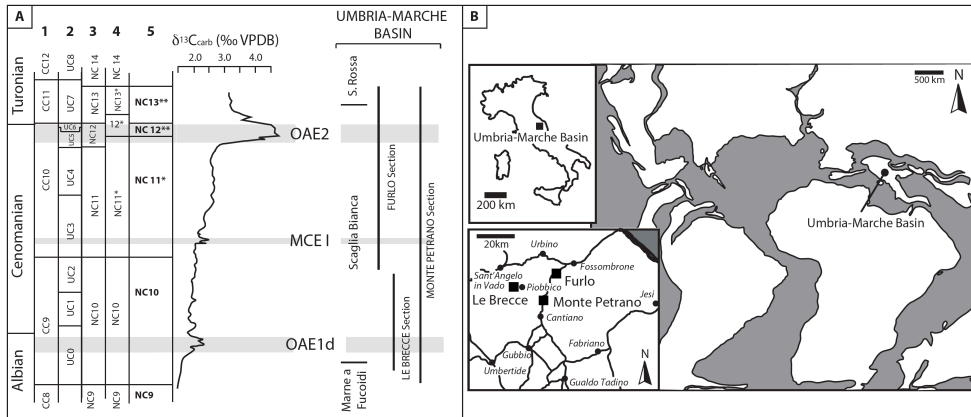 A
1
2
3
4
5
δ¹³Ccarb (‰ VPDB)
2.0
3.0
4.0
UMBRIA-MARCHE
BASIN
Turonian
Cenomanian
Albian
CC12
CC11
CC10
CC9
CC8
UC8
UC7
UC6
UC5
UC4
UC3
UC2
UC1
UC0
NC 14
NC13
NC12
NC11
NC10
NC9
NC 14
NC13*
12*
NC11*
NC10
NC9
NC13**
NC 12**
NC 11*
NC10
NC9
OAE2
MCE I
OAE1d
S. Rossa
Scaglia Bianca
Marne a
Fucoidi
FURLO Section
LE BRECCE Section
MONTE PETRANO Section
B
500 km
N
Umbria-Marche Basin
200 km
Umbria-Marche Basin
20km
Urbino
Fossombrone
Sant'Angelo
in Vado
Piobbico
Furlo
Le Brecce
Monte Petrano
Jesi
Cantiano
Gubbio
Fabriano
Umbertide
Gualdo Tadino
N